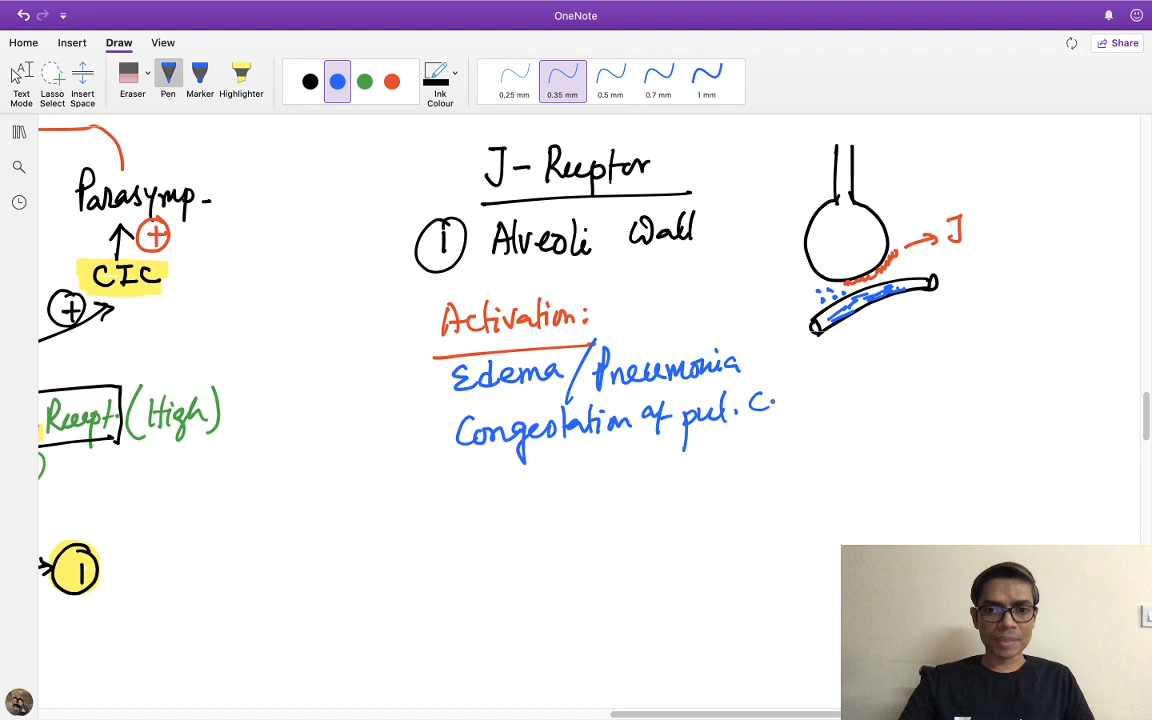 OneNote
Home Insert Draw View
Share
Text Mode
Lasso Select
Insert Space
Eraser
Pen
Marker
Highlighter
Ink Colour
0.25 mm
0.35 mm
0.5 mm
0.7 mm
1 mm
Parasymp.
+
CIC
+
Recept. (High)
1
J-Receptor
1 Alveoli Wall
Activation:
Edema/Pneumonia
Congestation of pul. C.
J